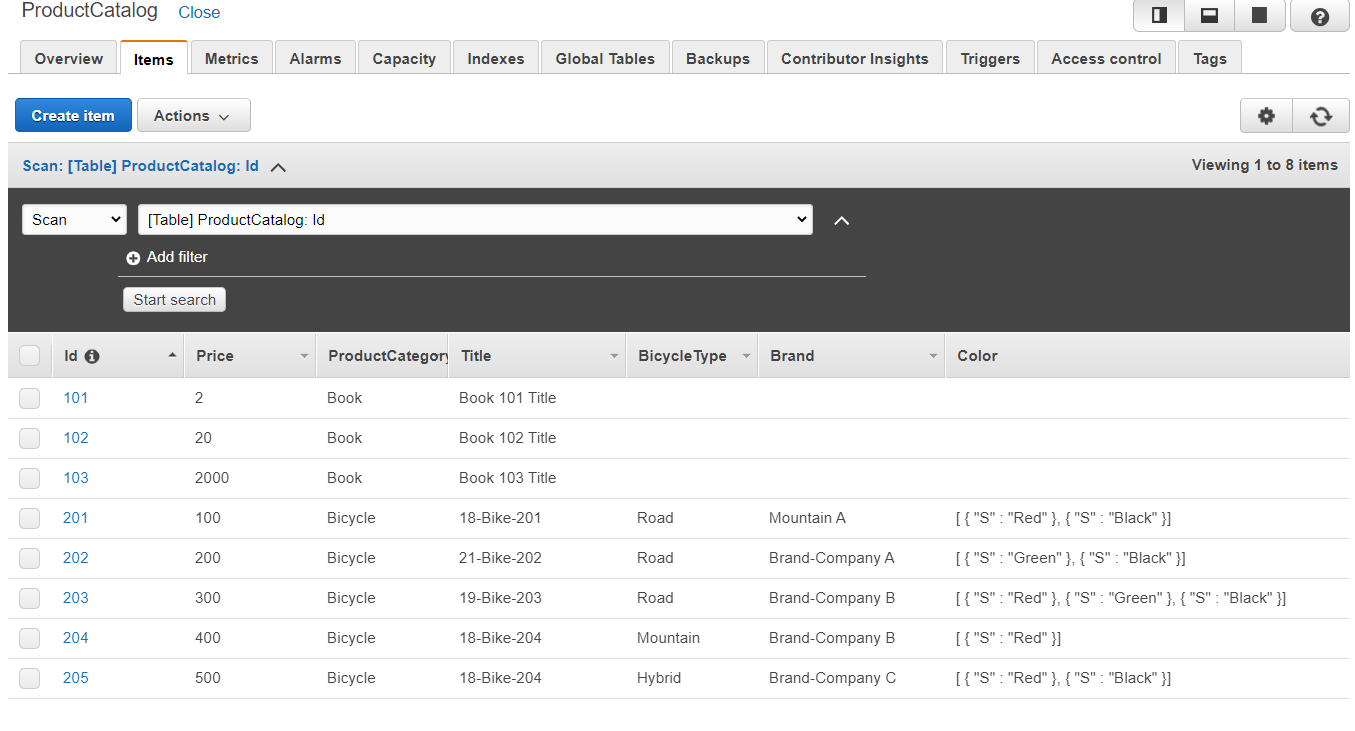 ProductCatalog Close
Overview Items Metrics Alarms Capacity Indexes Global Tables Backups Contributor Insights Triggers Access control Tags
Create item Actions
Scan: [Table] ProductCatalog: Id Viewing 1 to 8 items
Scan [Table] ProductCatalog: Id
Add filter
Start search
Id Price ProductCategory Title BicycleType Brand Color
101 2 Book Book 101 Title
102 20 Book Book 102 Title
103 2000 Book Book 103 Title
201 100 Bicycle 18-Bike-201 Road Mountain A [ { "S" : "Red" }, { "S" : "Black" }]
202 200 Bicycle 21-Bike-202 Road Brand-Company A [ { "S" : "Green" }, { "S" : "Black" }]
203 300 Bicycle 19-Bike-203 Road Brand-Company B [ { "S" : "Red" }, { "S" : "Green" }, { "S" : "Black" }]
204 400 Bicycle 18-Bike-204 Mountain Brand-Company B [ { "S" : "Red" }]
205 500 Bicycle 18-Bike-204 Hybrid Brand-Company C [ { "S" : "Red" }, { "S" : "Black" }]